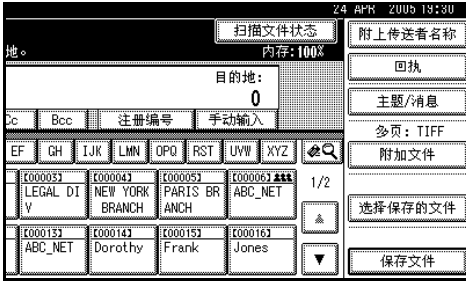 24 APR 2005 19:30
扫描文件状态
附上传送者名称
地。
内存:100%
回执
目的地:
0
主题/消息
Cc Bcc 注册编号 手动输入
多页: TIFF
EF GH IJK LMN OPQ RST UVW XYZ
附加文件
[00003] [00004] [00005] [00006]
LEGAL DI NEW YORK PARIS BR ABC_NET
V BRANCH ANCH
1/2
选择保存的文件
[00013] [00014] [00015] [00016]
ABC_NET Dorothy Frank Jones
▼
保存文件